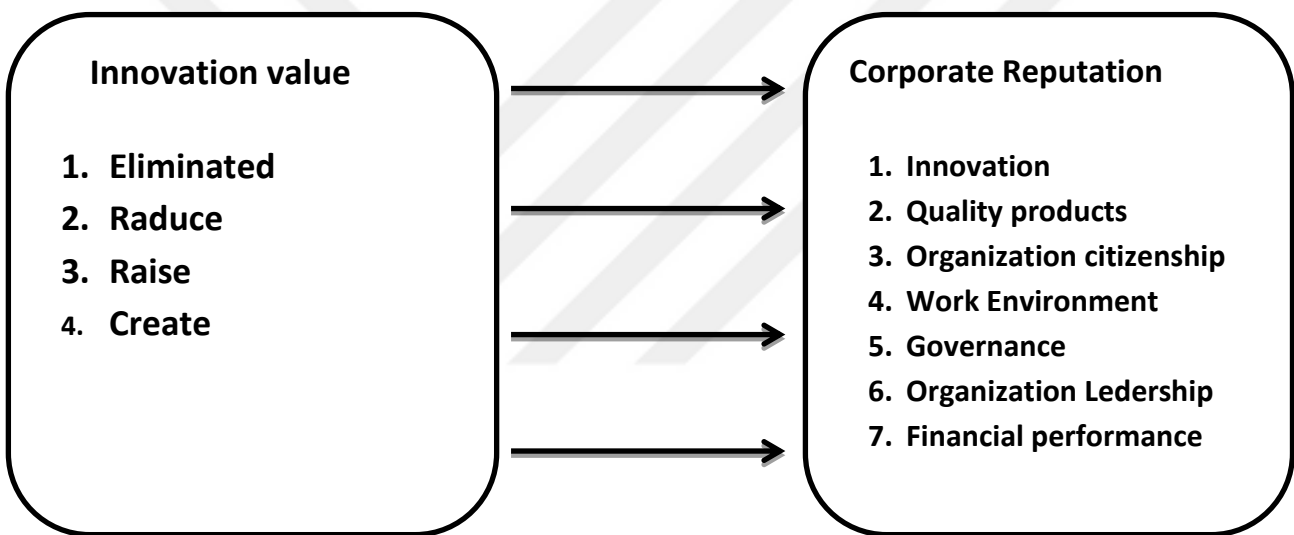 Innovation value
1. Eliminated
2. Raduce
3. Raise
4. Create
Corporate Reputation
1. Innovation
2. Quality products
3. Organization citizenship
4. Work Environment
5. Governance
6. Organization Ledership
7. Financial performance